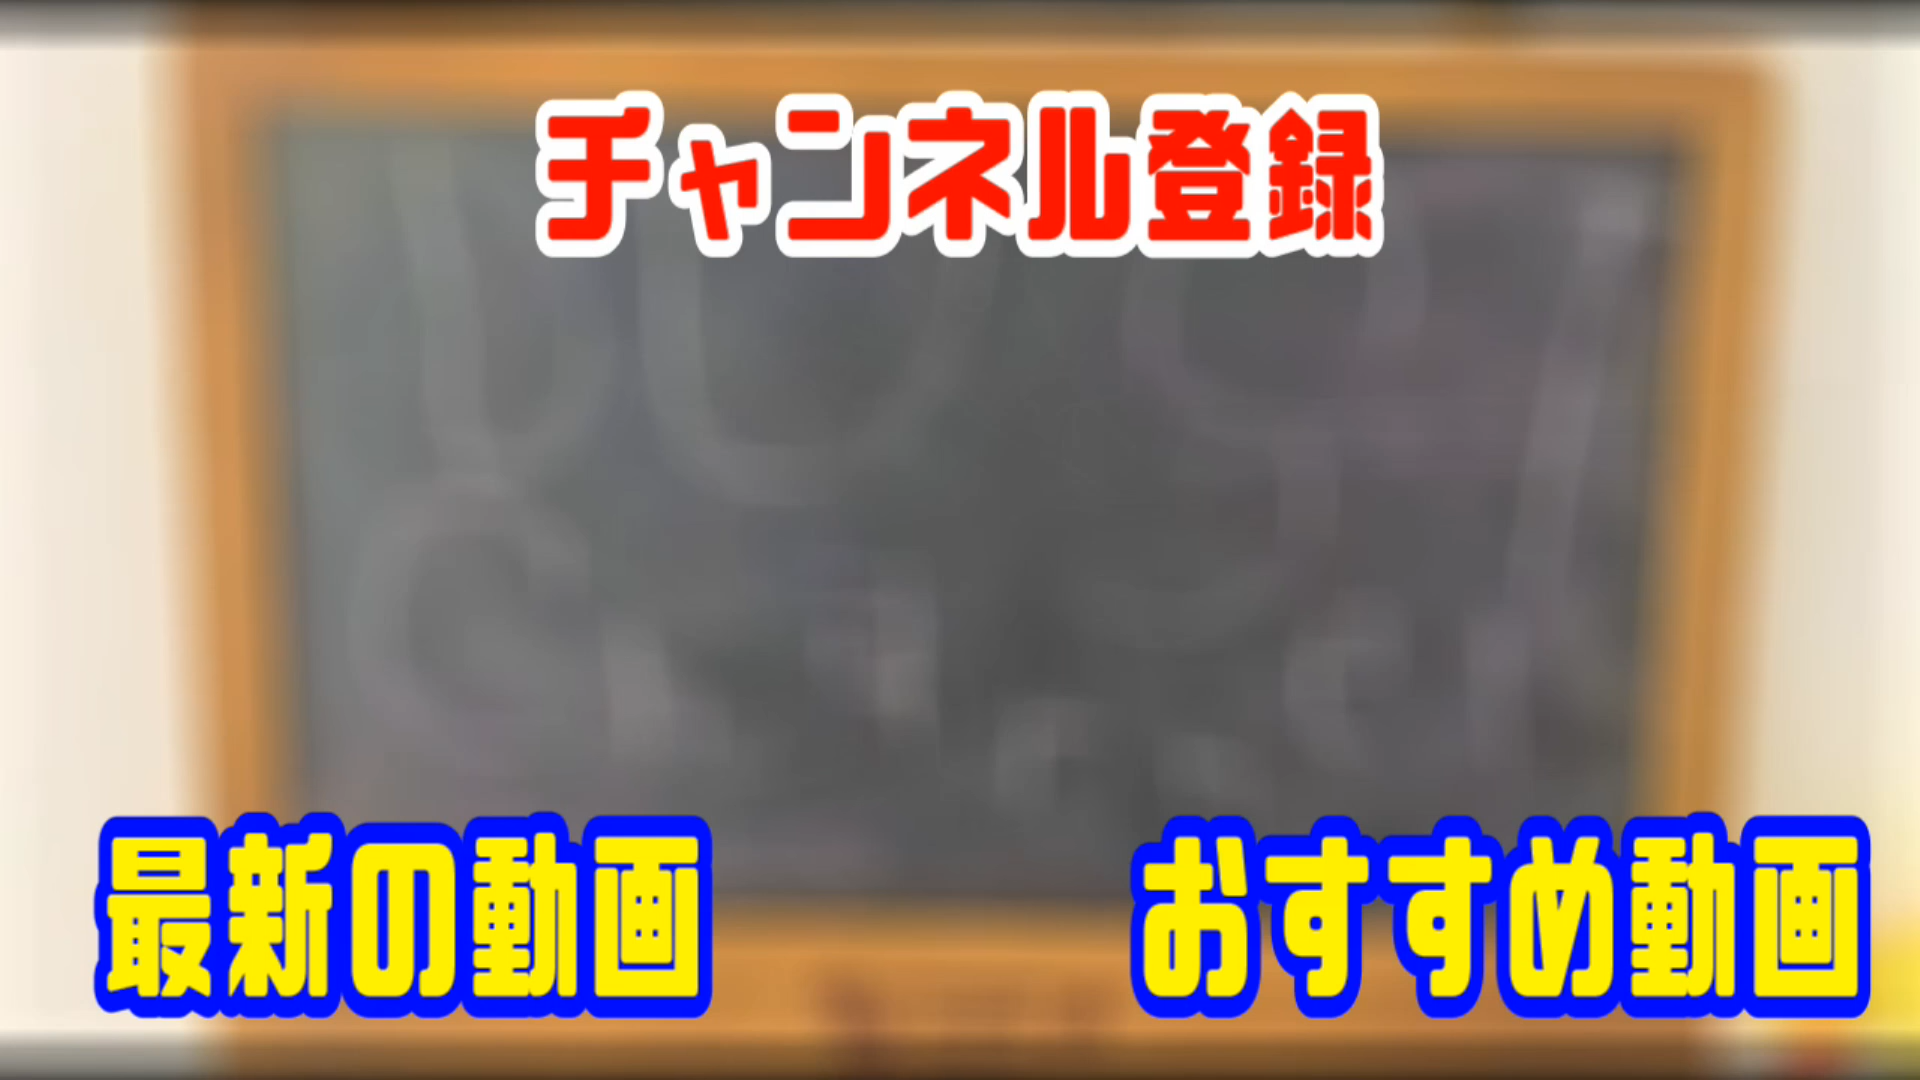 チャンネル登録
最新の動画
おすすめ動画